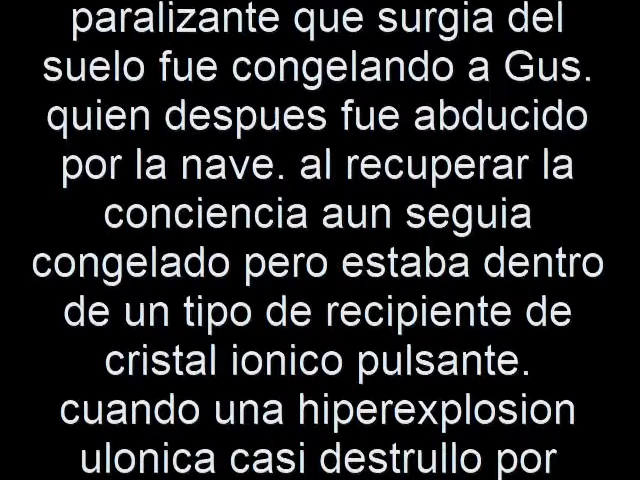 paralizante que surgia del
suelo fue congelando a Gus.
quien despues fue abducido
por la nave. al recuperar la
conciencia aun seguia
congelado pero estaba dentro
de un tipo de recipiente de
cristal ionico pulsante.
cuando una hiperexplosion
ulonica casi destrullo por